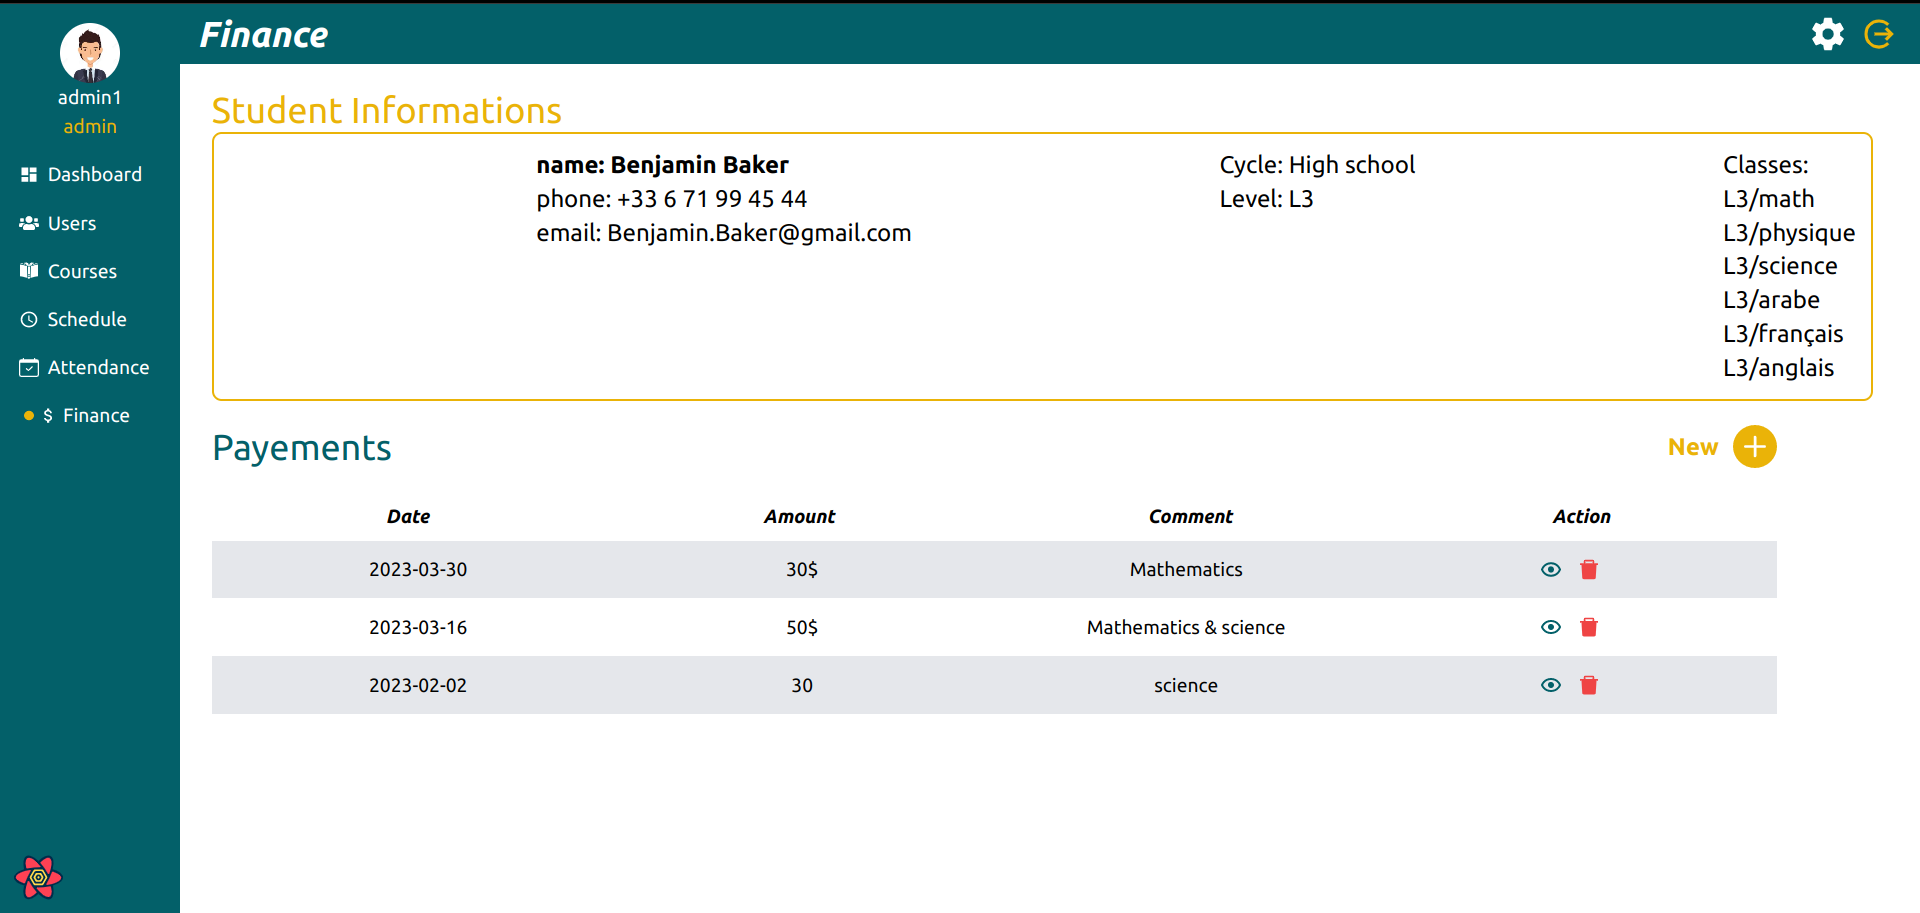 Finance
admin1
admin
Dashboard
Users
Courses
Schedule
Attendance
$ Finance
Student Informations
name: Benjamin Baker
phone: +33 6 71 99 45 44
email: Benjamin.Baker@gmail.com
Cycle: High school
Level: L3
Classes:
L3/math
L3/physique
L3/science
L3/arabe
L3/français
L3/anglais
Payements
New
Date Amount Comment Action
2023-03-30 30$ Mathematics
2023-03-16 50$ Mathematics & science
2023-02-02 30 science